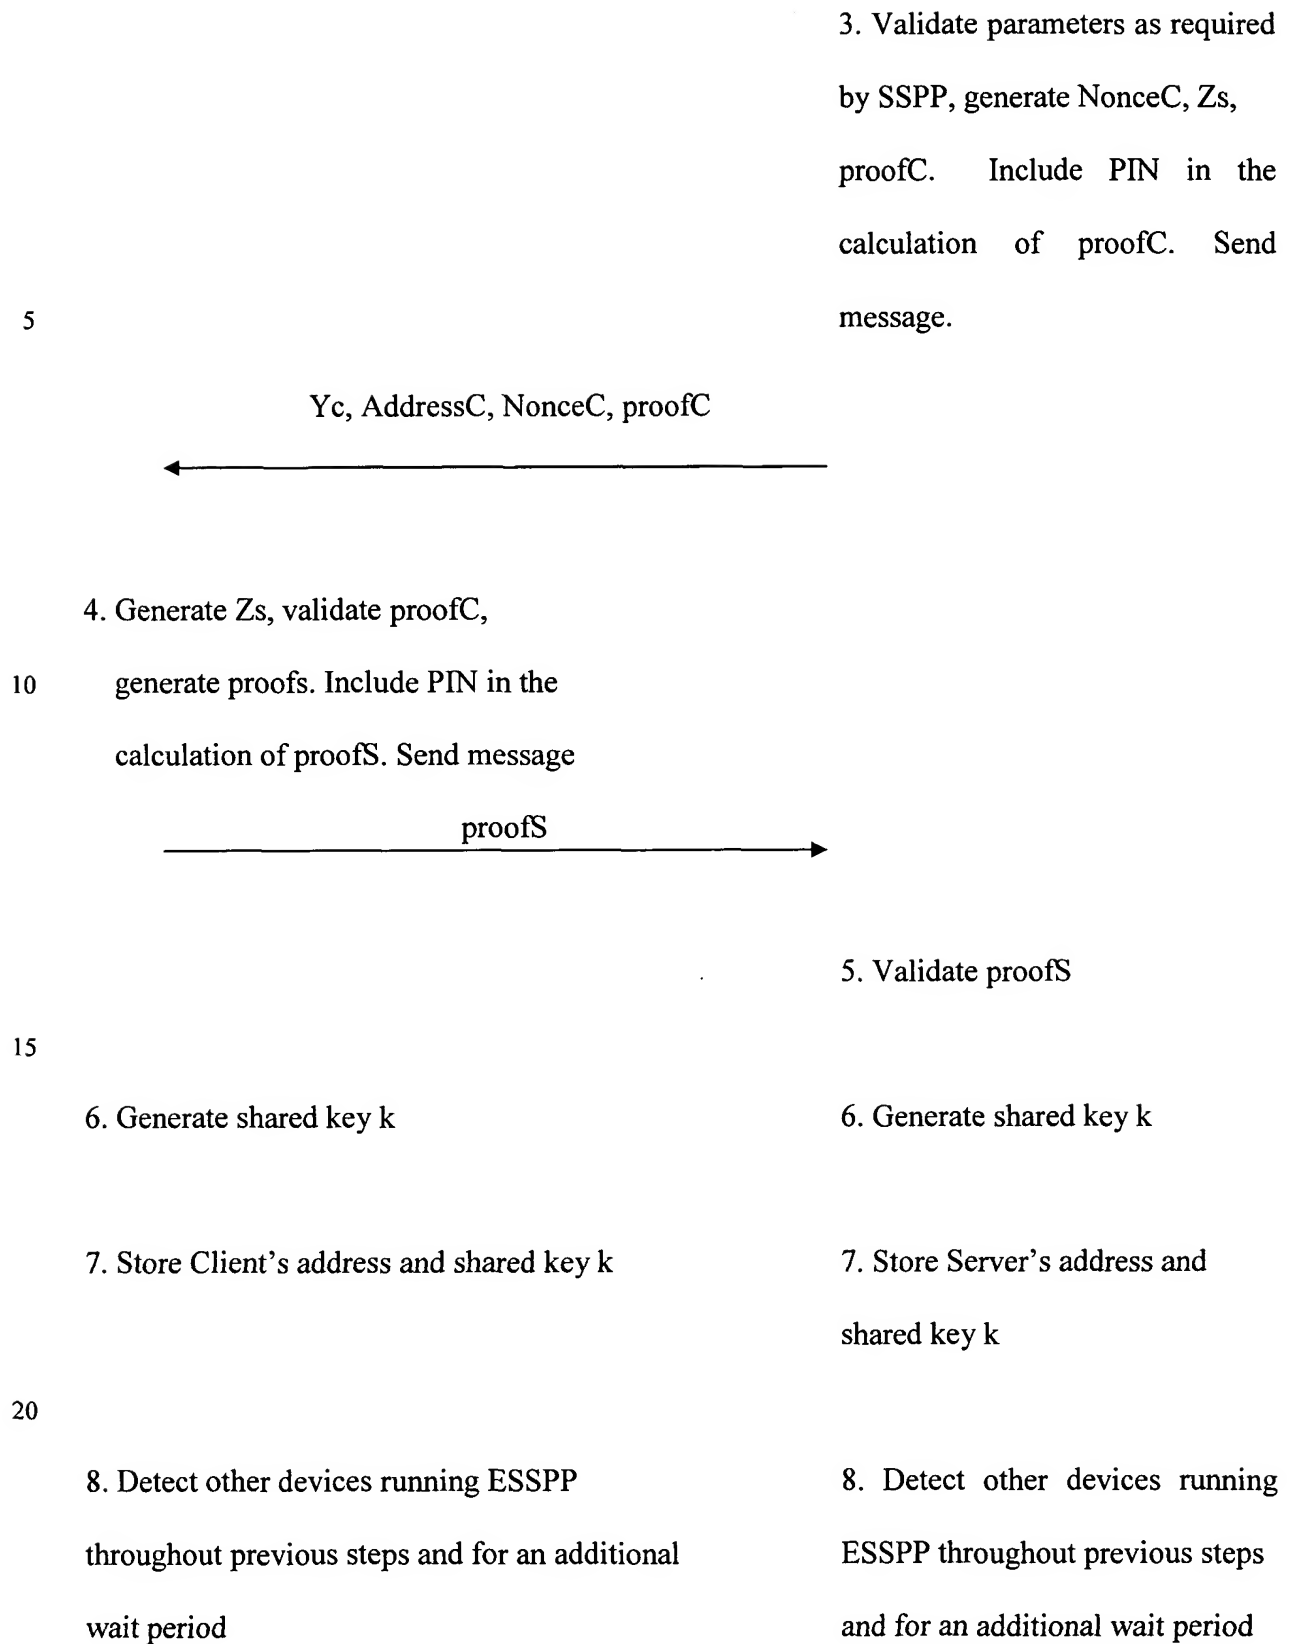 3. Validate parameters as required
by SSPP, generate NonceC, Zs,
proofC. Include PIN in the
calculation of proofC. Send
5
message.
Yc, AddressC, NonceC, proofC
4. Generate Zs, validate proofC,
10
generate proofs. Include PIN in the
calculation of proofS. Send message
proofS
5. Validate proofS
15
6. Generate shared key k
6. Generate shared key k
7. Store Client's address and shared key k
7. Store Server's address and
shared key k
20
8. Detect other devices running ESSPP
throughout previous steps and for an additional
wait period
8. Detect other devices running
ESSPP throughout previous steps
and for an additional wait period